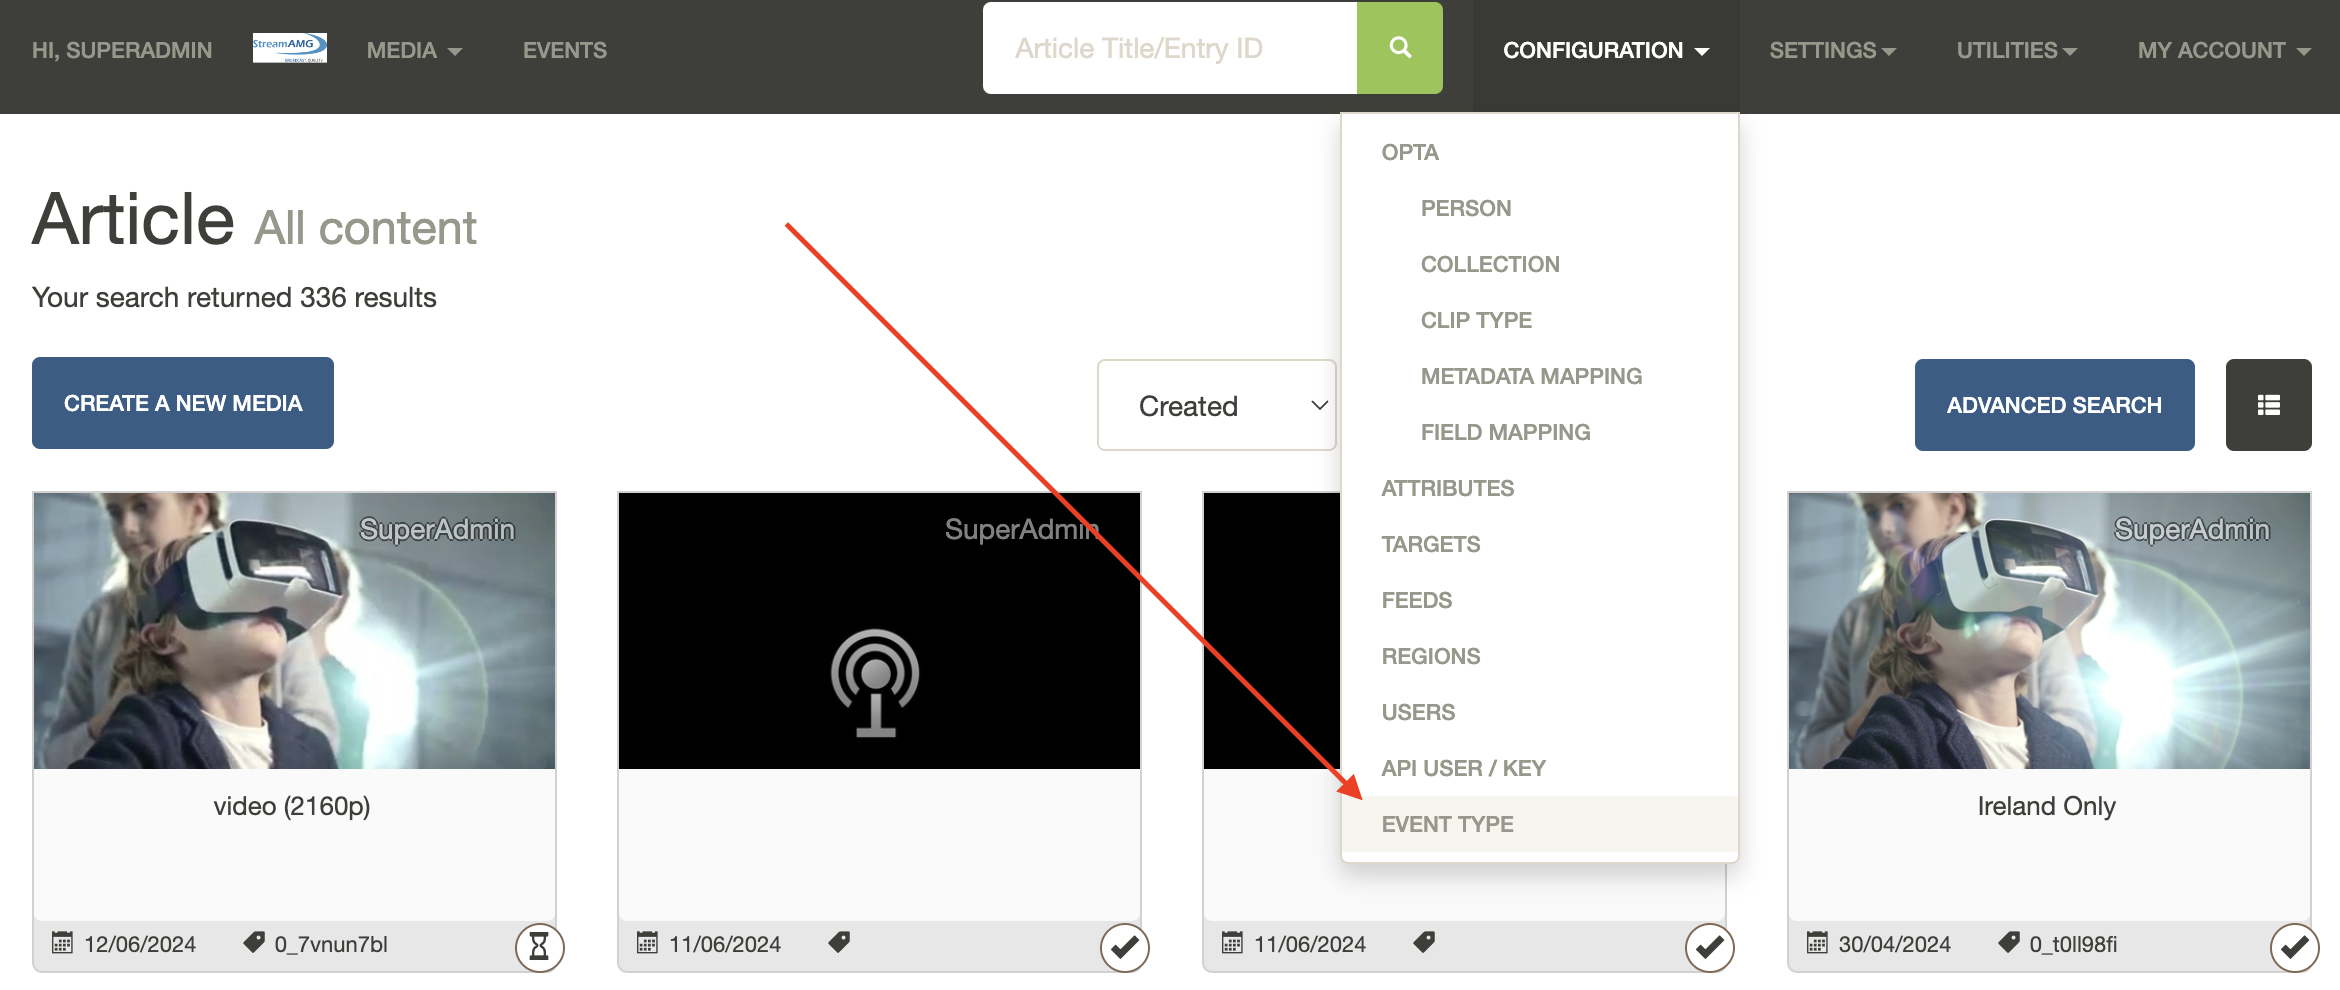 HI, SUPERADMIN
StreamAMG
BROADCAST QUALITY
MEDIA
EVENTS
Article Title/Entry ID
CONFIGURATION
SETTINGS
UTILITIES
MY ACCOUNT
OPTA
PERSON
COLLECTION
CLIP TYPE
METADATA MAPPING
FIELD MAPPING
ATTRIBUTES
TARGETS
FEEDS
REGIONS
USERS
API USER / KEY
EVENT TYPE
Article All content
Your search returned 336 results
CREATE A NEW MEDIA
Created
ADVANCED SEARCH
SuperAdmin
video (2160p)
12/06/2024 0_7vnun7bl
SuperAdmin
11/06/2024
11/06/2024
SuperAdmin
Ireland Only
30/04/2024 0_t0ll98fi